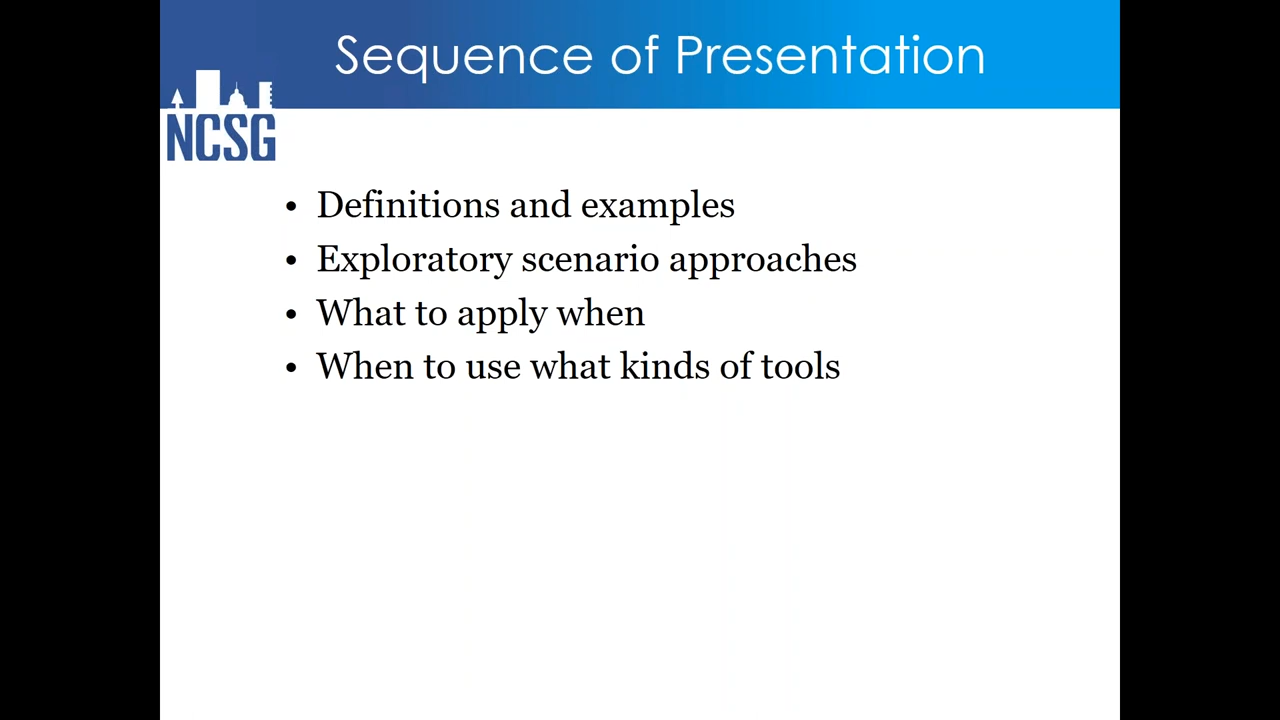 Sequence of Presentation
NCSG
• Definitions and examples
• Exploratory scenario approaches
• What to apply when
• When to use what kinds of tools